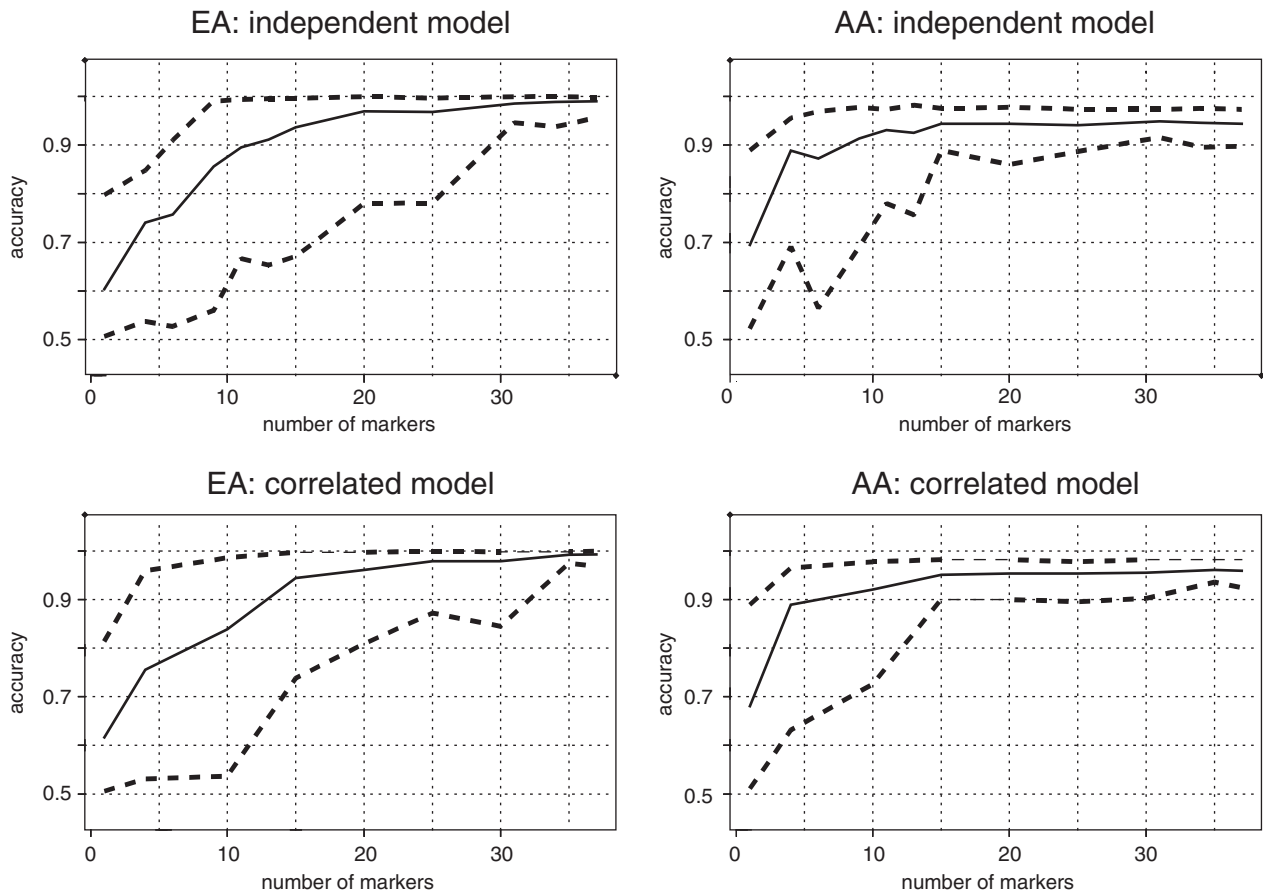 EA: independent model
accuracy
0.9
0.7
0.5
0 10 20 30
number of markers
AA: independent model
accuracy
0.9
0.7
0.5
0 10 20 30
number of markers
EA: correlated model
accuracy
0.9
0.7
0.5
0 10 20 30
number of markers
AA: correlated model
accuracy
0.9
0.7
0.5
0 10 20 30
number of markers